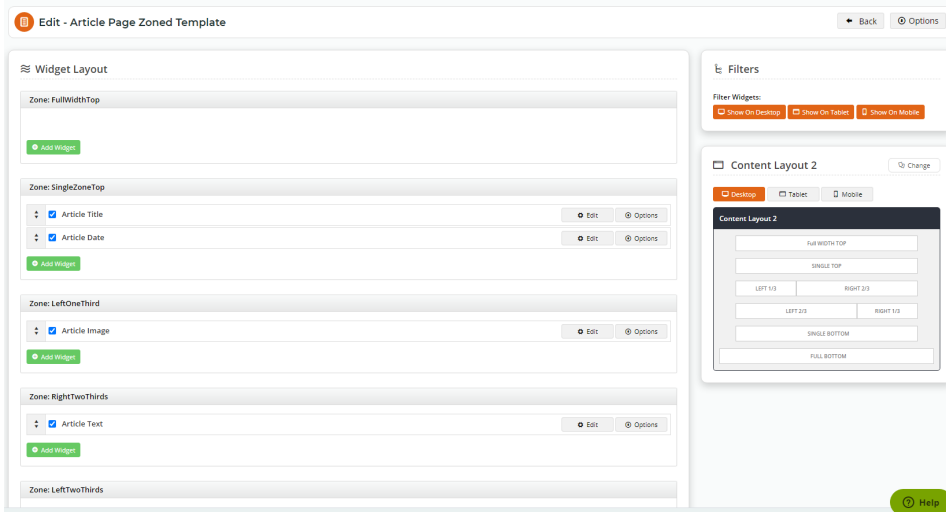 Edit - Article Page Zoned Template
Back
Options
Widget Layout
Zone: FullWidthTop
Add Widget
Zone: SingleZoneTop
Article Title
Edit
Options
Article Date
Edit
Options
Add Widget
Zone: LeftOneThird
Article Image
Edit
Options
Add Widget
Zone: RightTwoThirds
Article Text
Edit
Options
Add Widget
Zone: LeftTwoThirds
Filters
Filter Widgets:
Show On Desktop
Show On Tablet
Show On Mobile
Content Layout 2
Change
Desktop
Tablet
Mobile
Content Layout 2
Full WIDTH TOP
SINGLE TOP
LEFT 1/3
RIGHT 2/3
LEFT 2/3
RIGHT 1/3
SINGLE BOTTOM
FULL BOTTOM
Help